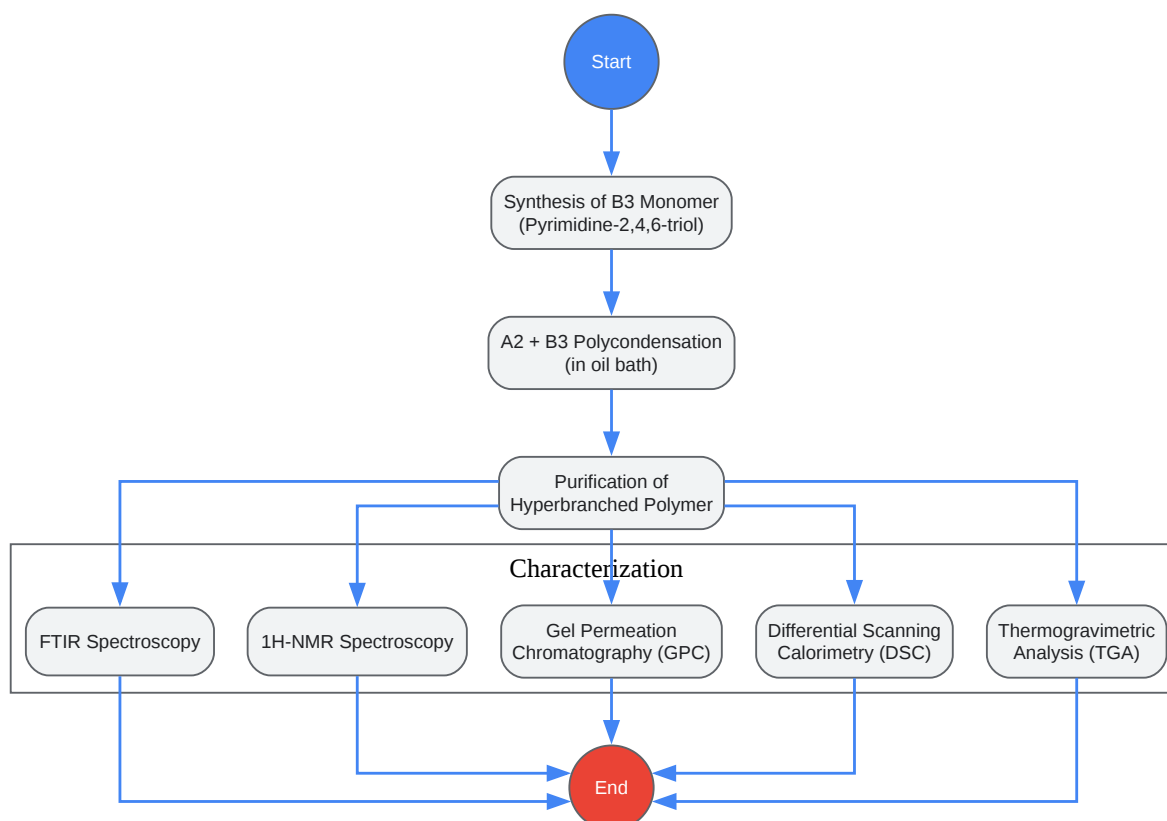 Start
Synthesis of B3 Monomer
(Pyrimidine-2,4,6-triol)
A2 + B3 Polycondensation
(in oil bath)
Purification of
Hyperbranched Polymer
Characterization
FTIR Spectroscopy
1H-NMR Spectroscopy
Gel Permeation
Chromatography (GPC)
Differential Scanning
Calorimetry (DSC)
Thermogravimetric
Analysis (TGA)
End